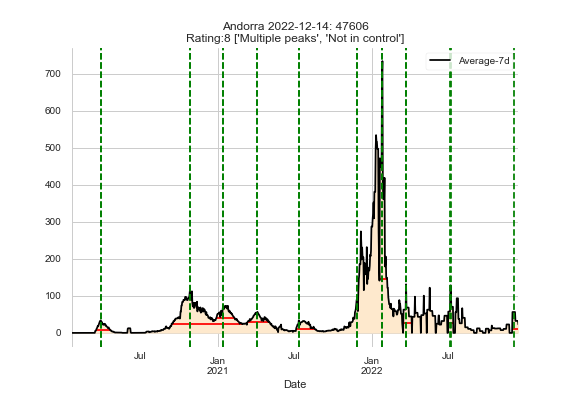 Andorra 2022-12-14: 47606
Rating:8 ['Multiple peaks', 'Not in control']
Average-7d
700
600
500
400
300
200
100
0
Jul
Jan
2021
Jul
Jan
2022
Jul
Date